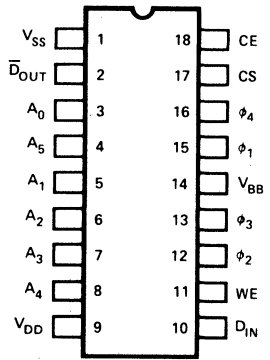 V_SS 1 18 CE
D̅_OUT 2 17 CS
A_0 3 16 ϕ_4
A_5 4 15 ϕ_1
A_1 5 14 V_BB
A_2 6 13 ϕ_3
A_3 7 12 ϕ_2
A_4 8 11 WE
V_DD 9 10 D_IN